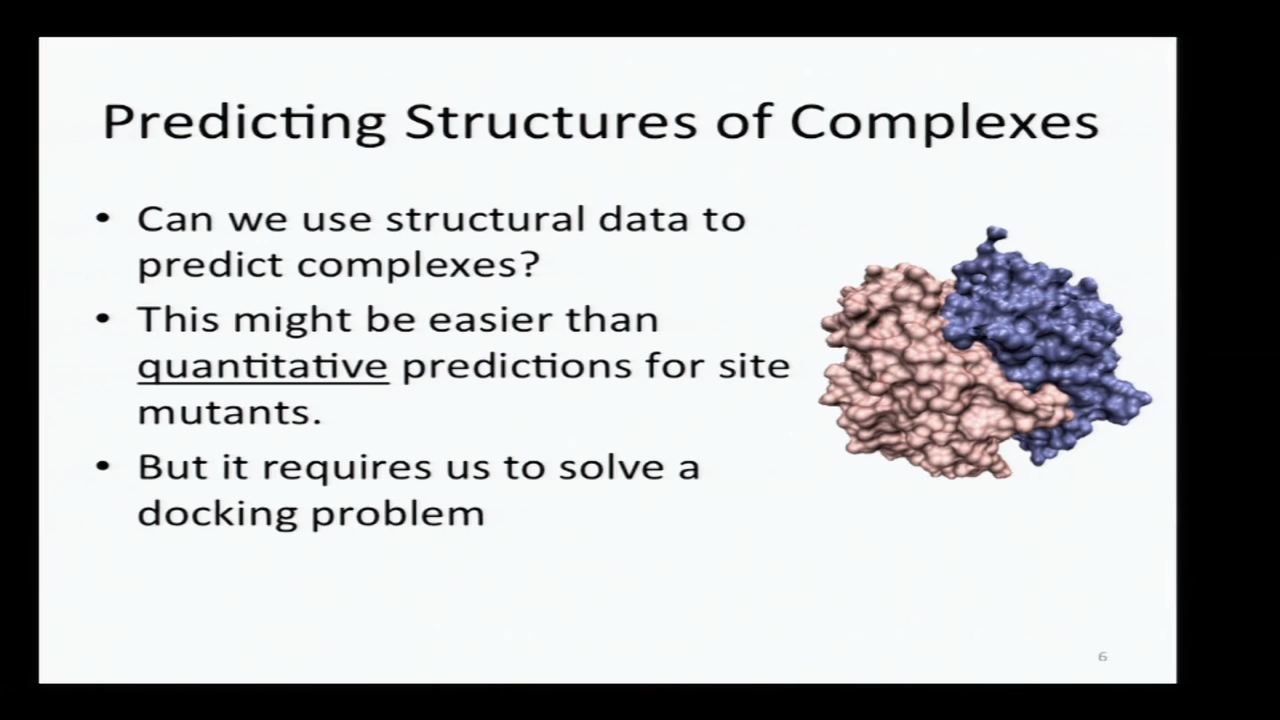 Predicting Structures of Complexes
• Can we use structural data to
predict complexes?
• This might be easier than
quantitative predictions for site
mutants.
• But it requires us to solve a
docking problem
6